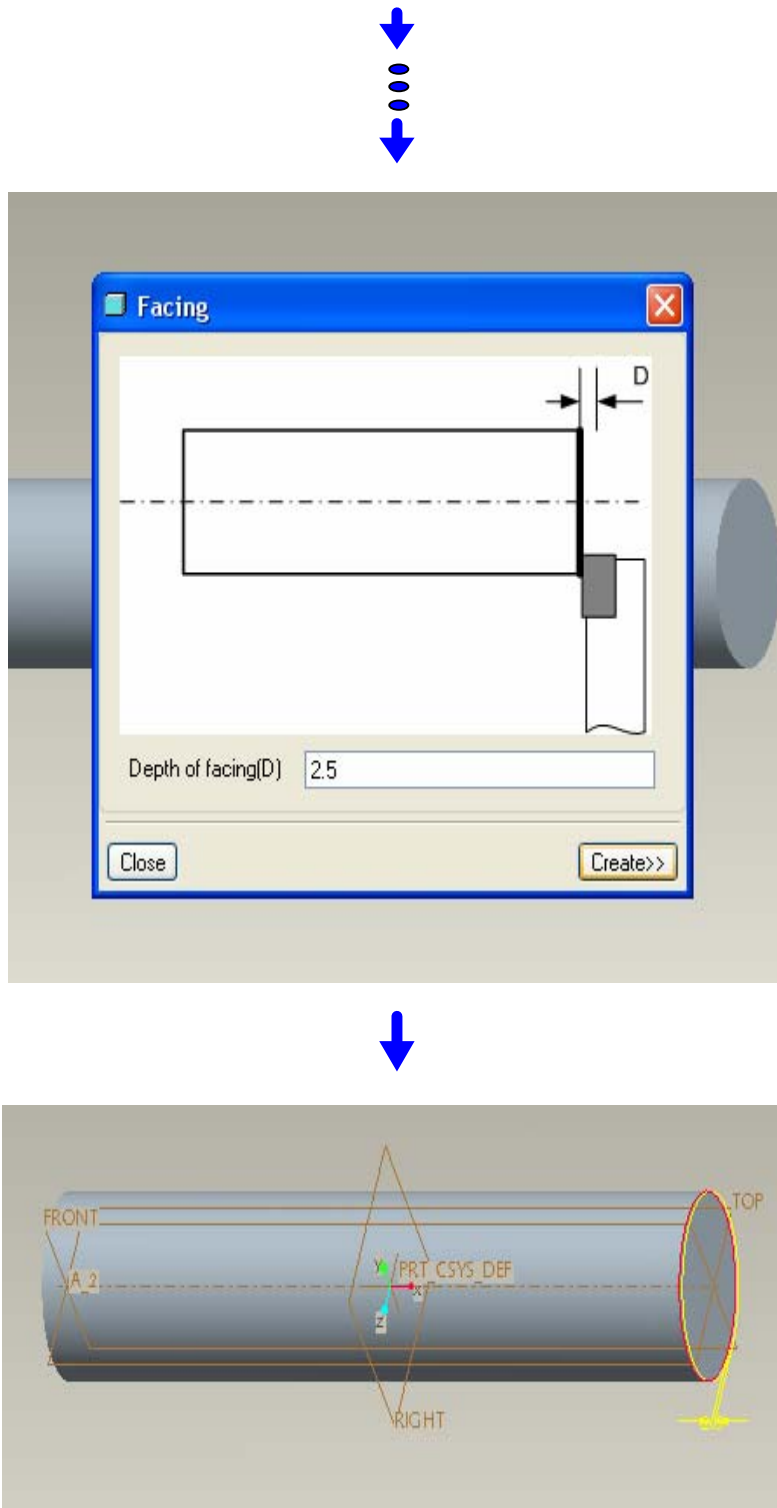 Facing
D
Depth of facing(D) 2.5
Close Create>>
FRONT TOP
A_2
Y PRT_CSYS_DEF
X
Z
RIGHT